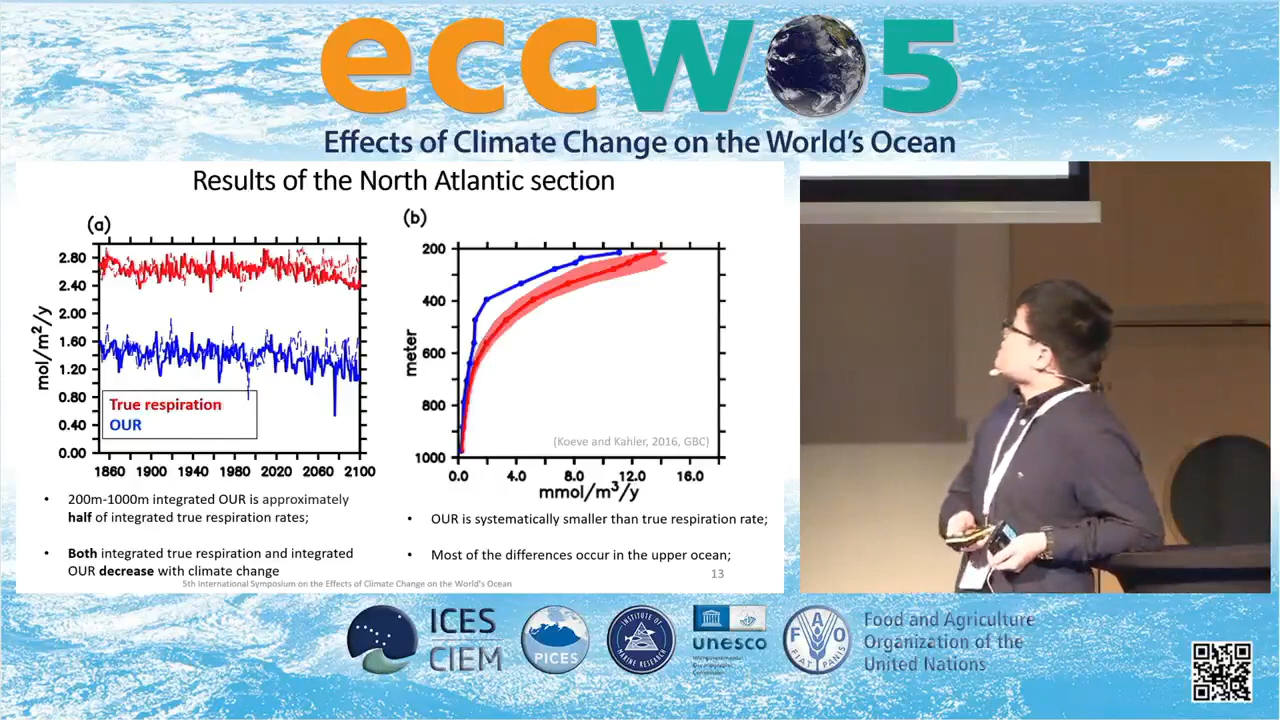 eccwo5
Effects of Climate Change on the World's Ocean
Results of the North Atlantic section
(a)
2.80
2.40
2.00
1.60
1.20
0.80
0.40
0.00
mol/m²/y
True respiration
OUR
1860 1900 1940 1980 2020 2060 2100
(b)
200
400
600
800
1000
meter
(Koeve and Kahler, 2016, GBC)
0.0 4.0 8.0 12.0 16.0
mmol/m³/y
• 200m-1000m integrated OUR is approximately
half of integrated true respiration rates;
• Both integrated true respiration and integrated
OUR decrease with climate change
• OUR is systematically smaller than true respiration rate;
• Most of the differences occur in the upper ocean;
13
5th International Symposium on the Effects of Climate Change on the World's Ocean
ICES
CIEM
PICES
INSTITUTE OF
MARINE RESEARCH
unesco
Intergovernmental
Oceanographic
Commission
FAO
FIAT PANIS
Food and Agriculture
Organization of the
United Nations